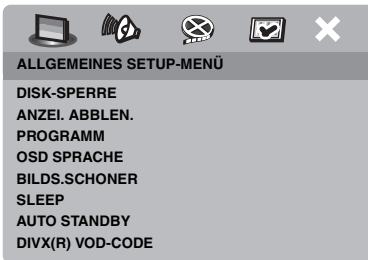 ALLGEMEINES SETUP-MENÜ
DISK-SPERRE
ANZEI. ABBLEN.
PROGRAMM
OSD SPRACHE
BILDS.SCHONER
SLEEP
AUTO STANDBY
DIVX(R) VOD-CODE